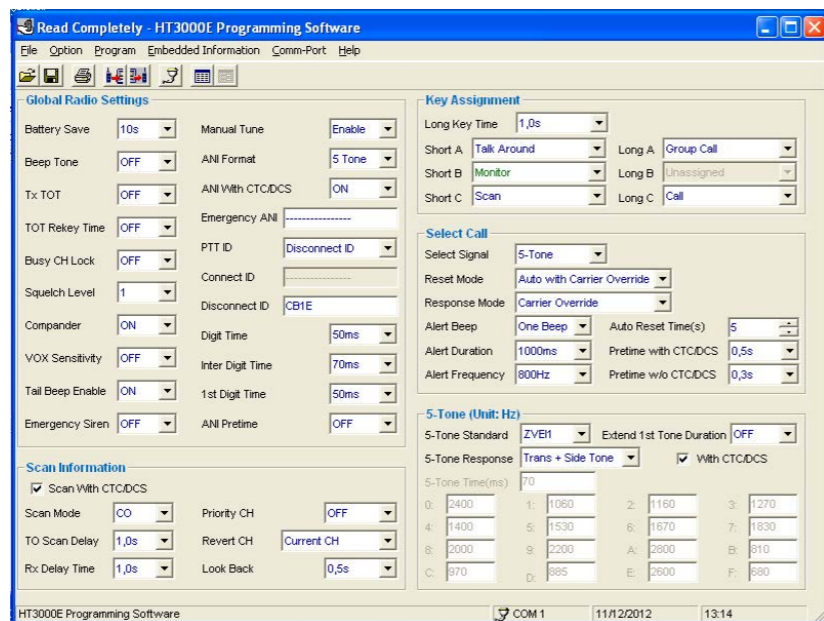 Read Completely - HT3000E Programming Software
File Option Program Embedded Information Comm-Port Help
Global Radio Settings
Battery Save 10s
Beep Tone OFF
Tx TOT OFF
TOT Rekey Time OFF
Busy CH Lock OFF
Squelch Level 1
Compander ON
VOX Sensitivity OFF
Tail Beep Enable ON
Emergency Siren OFF
Manual Tune Enable
ANI Format 5 Tone
ANI With CTC/DCS ON
Emergency ANI ----------------
PTT ID Disconnect ID
Connect ID ----------------
Disconnect ID CB1E
Digit Time 50ms
Inter Digit Time 70ms
1st Digit Time 50ms
ANI Pretime OFF
Scan Information
Scan With CTC/DCS
Scan Mode CO
TO Scan Delay 1,0s
Rx Delay Time 1,0s
Priority CH OFF
Revert CH Current CH
Look Back 0,5s
Key Assignment
Long Key Time 1,0s
Short A Talk Around Long A Group Call
Short B Monitor Long B Unassigned
Short C Scan Long C Call
Select Call
Select Signal 5-Tone
Reset Mode Auto with Carrier Override
Response Mode Carrier Override
Alert Beep One Beep Auto Reset Time(s) 5
Alert Duration 1000ms Pretime with CTC/DCS 0,5s
Alert Frequency 800Hz Pretime w/o CTC/DCS 0,3s
5-Tone (Unit: Hz)
5-Tone Standard ZVEI1 Extend 1st Tone Duration OFF
5-Tone Response Trans + Side Tone With CTC/DCS
5-Tone Time(ms) 70
0: 2400 1: 1060 2: 1160 3: 1270
4: 1400 5: 1530 6: 1670 7: 1830
8: 2000 9: 2200 A: 2800 B: 810
C: 970 D: 885 E: 2600 F: 680
HT3000E Programming Software COM 1 11/12/2012 13:14